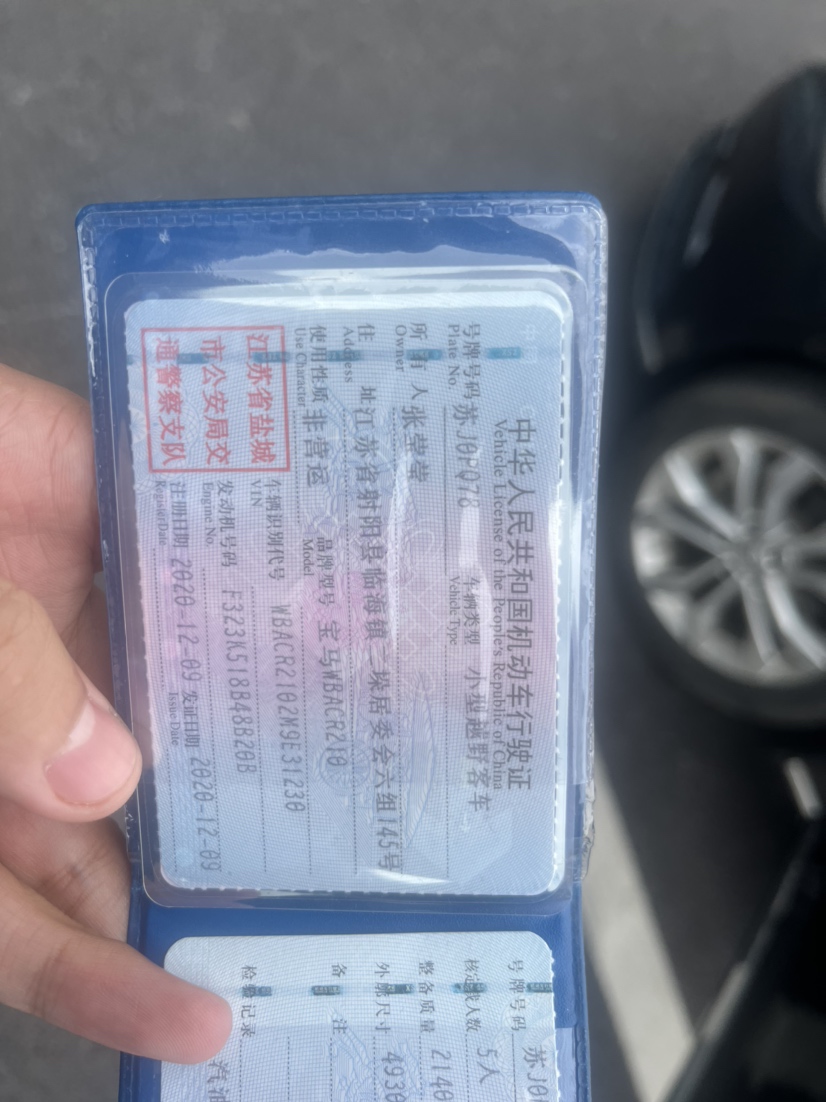 中华人民共和国机动车行驶证
Vehicle License of the People's Republic of China
号牌号码 苏J0PQ78 车辆类型 小型越野客车
Plate No. Vehicle Type
所有人 张荣莹
Owner
住址 江苏省射阳县临海镇二垛居委会六组145号
Address
使用性质 非营运 品牌型号 宝马WBACR210
Use Character Model
江苏省盐城
市公安局交
通警察支队
车辆识别代号 WBACR2102M9E31230
VIN
发动机号码 F323K518B48B20B
Engine No.
注册日期 2020-12-09 发证日期 2020-12-09
Register Date Issue Date
号牌号码 苏J0
核定载人数 5人
整备质量 2140
外廓尺寸 4930
备注
检验记录 汽油